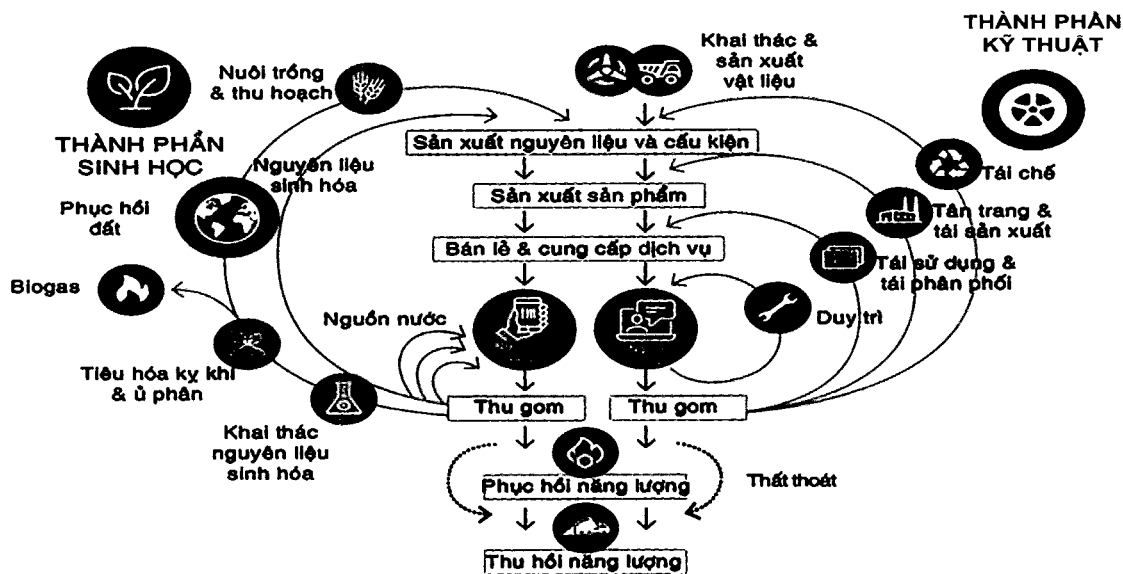 THÀNH PHẦN
KỸ THUẬT
Khai thác &
sản xuất
vật liệu
Nuôi trồng
& thu hoạch
THÀNH PHẦN
SINH HỌC
Sản xuất nguyên liệu và cấu kiện
Nguyên liệu
sinh hóa
Tái chế
Sản xuất sản phẩm
Phục hồi
đất
Tân trang &
tái sản xuất
Bán lẻ & cung cấp dịch vụ
Tái sử dụng &
tái phân phối
Biogas
Nguồn nước
Duy trì
Tiêu hóa kỵ khí
& ủ phân
Thu gom
Thu gom
Khai thác
nguyên liệu
sinh hóa
Phục hồi năng lượng
Thất thoát
Thu hồi năng lượng